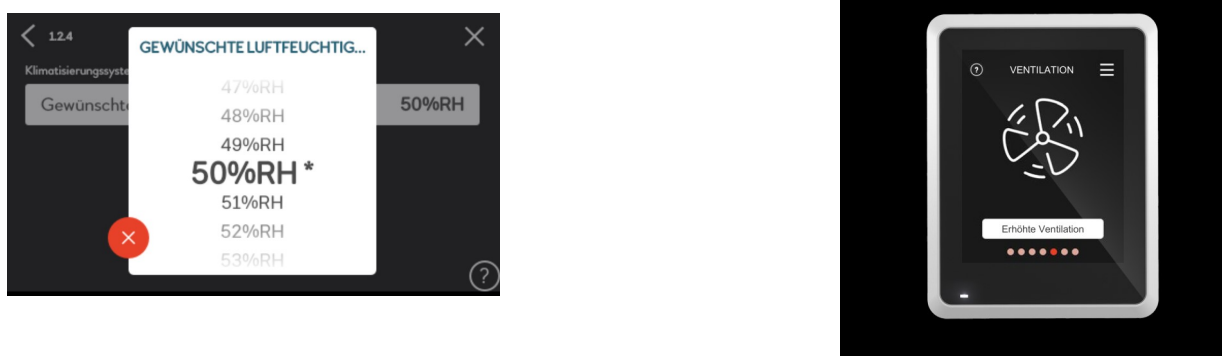 1.2.4
GEWÜNSCHTE LUFTFEUCHTIG...
Klimatisierungssyste
Gewünscht
50%RH
47%RH
48%RH
49%RH
50%RH *
51%RH
52%RH
53%RH
?
? VENTILATION
Erhöhte Ventilation